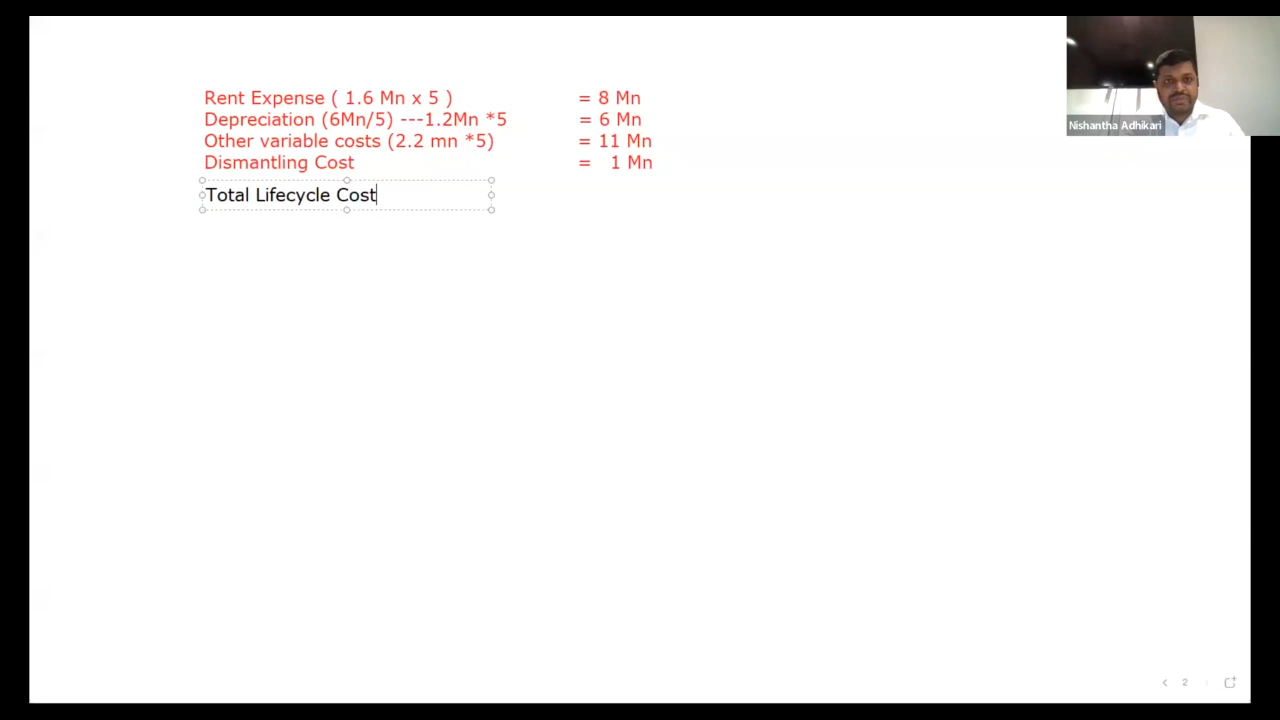 Rent Expense ( 1.6 Mn x 5 ) = 8 Mn
Depreciation (6Mn/5) ---1.2Mn *5 = 6 Mn
Other variable costs (2.2 mn *5) = 11 Mn
Dismantling Cost = 1 Mn
Total Lifecycle Cost
Nishantha Adhikari
2